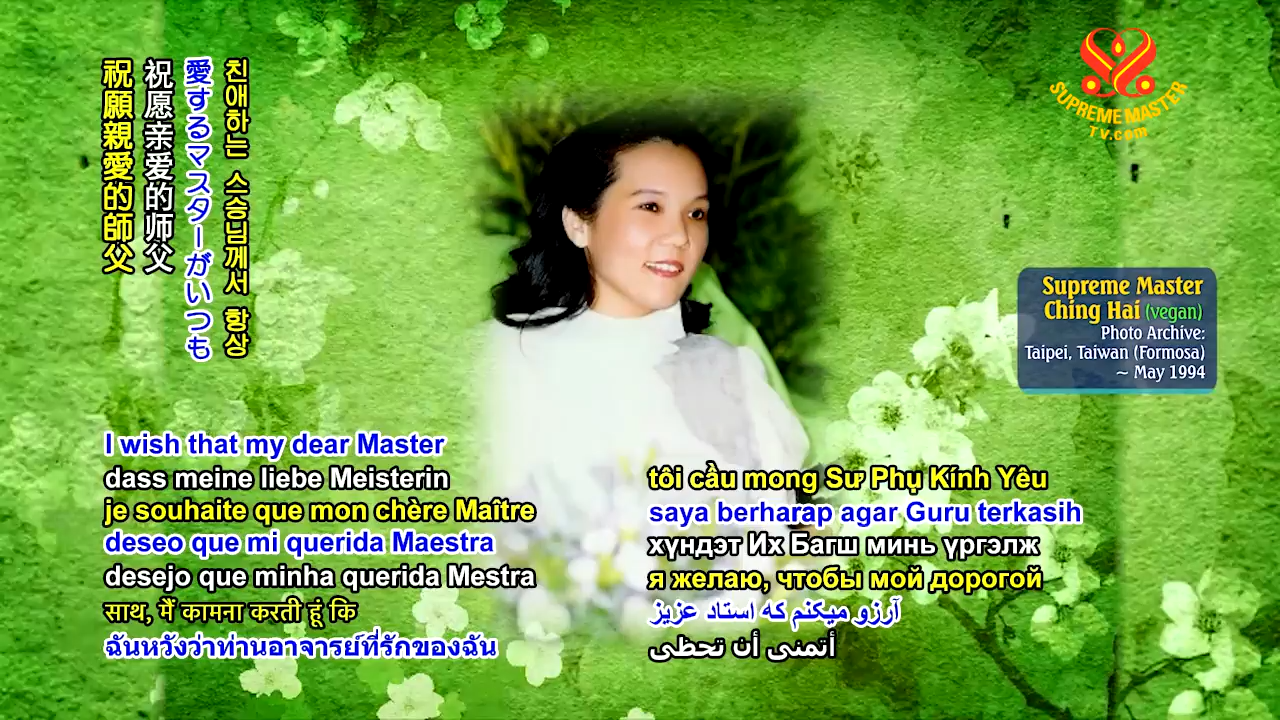 祝願親愛的師父
祝愿亲爱的师父
愛するマスターがいつも
친애하는 스승님께서 항상
SUPREME MASTER
TV.com
Supreme Master
Ching Hai (vegan)
Photo Archive:
Taipei, Taiwan (Formosa)
~ May 1994
I wish that my dear Master
dass meine liebe Meisterin
je souhaite que mon chère Maître
deseo que mi querida Maestra
desejo que minha querida Mestra
साथ, मैं कामना करती हूं कि
ฉันหวังว่าท่านอาจารย์ที่รักของฉัน
tôi cầu mong Sư Phụ Kính Yêu
saya berharap agar Guru terkasih
хүндэт Их Багш минь үргэлж
я желаю, чтобы мой дорогой
آرزو میکنم که استاد عزیز
أتمنى أن تحظى